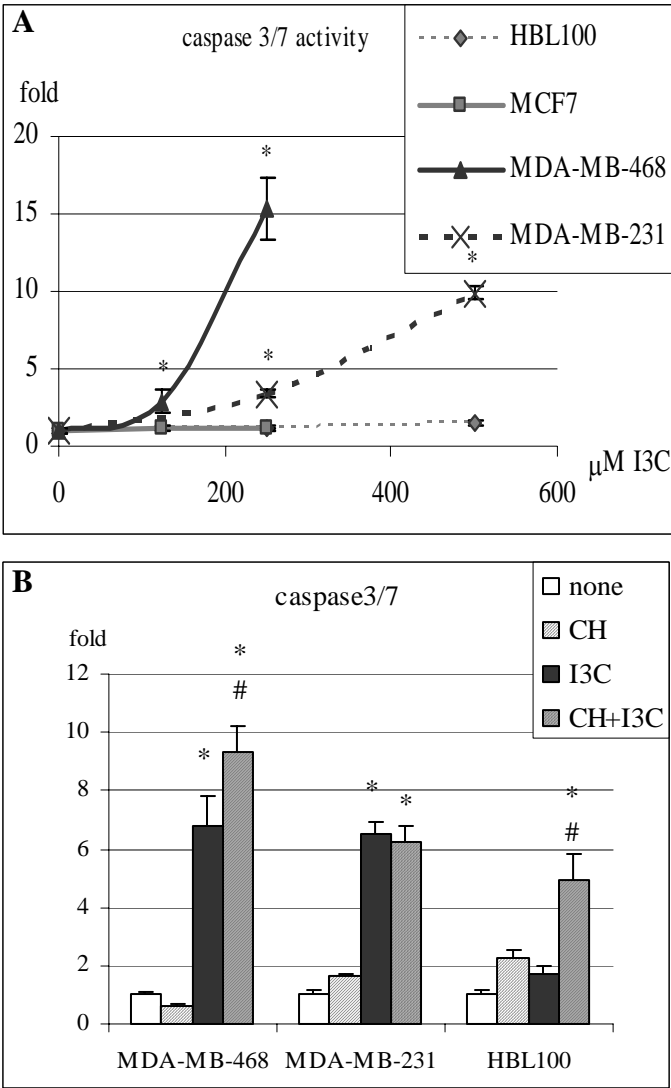 A
caspase 3/7 activity
fold
HBL100
MCF7
MDA-MB-468
MDA-MB-231
20
15
10
5
0
*
*
*
*
0
200
400
600
μM I3C
B
caspase3/7
fold
none
CH
I3C
CH+I3C
12
10
8
6
4
2
0
*
*
#
*
*
*
#
MDA-MB-468
MDA-MB-231
HBL100